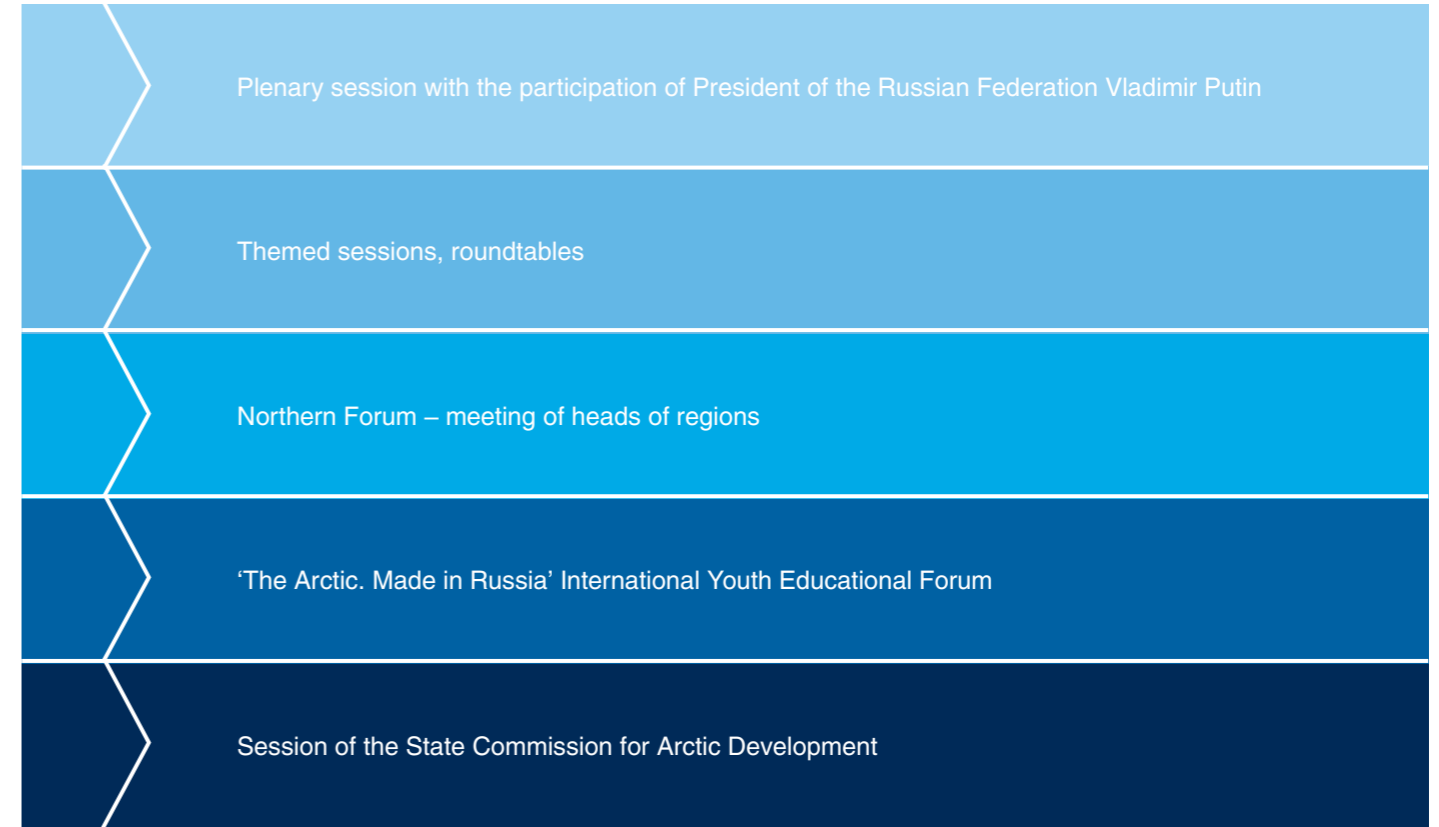 Plenary session with the participation of President of the Russian Federation Vladimir Putin
Themed sessions, roundtables
Northern Forum – meeting of heads of regions
‘The Arctic. Made in Russia’ International Youth Educational Forum
Session of the State Commission for Arctic Development